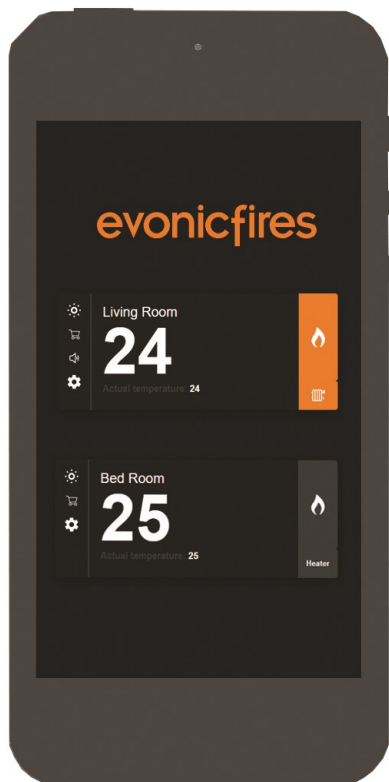 evonicfires
Living Room
24
Actual temperature: 24
Bed Room
25
Actual temperature: 25
Heater